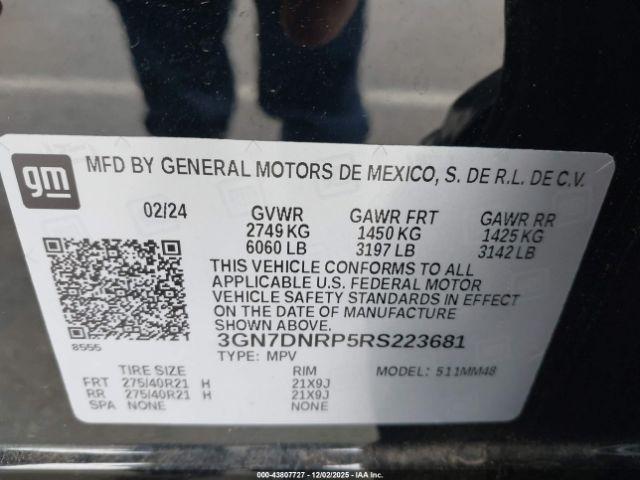 gm
MFD BY GENERAL MOTORS DE MEXICO, S. DE R.L. DE C.V.
02/24 GVWR GAWR FRT GAWR RR
2749 KG 1450 KG 1425 KG
6060 LB 3197 LB 3142 LB
THIS VEHICLE CONFORMS TO ALL
APPLICABLE U.S. FEDERAL MOTOR
VEHICLE SAFETY STANDARDS IN EFFECT
ON THE DATE OF MANUFACTURE
SHOWN ABOVE.
8555
3GN7DNRP5RS223681
TYPE: MPV MODEL: 511MM48
TIRE SIZE RIM
FRT 275/40R21 H 21X9J
RR 275/40R21 H 21X9J
SPA NONE NONE
000-43807727 - 12/02/2025 - IAA, Inc.